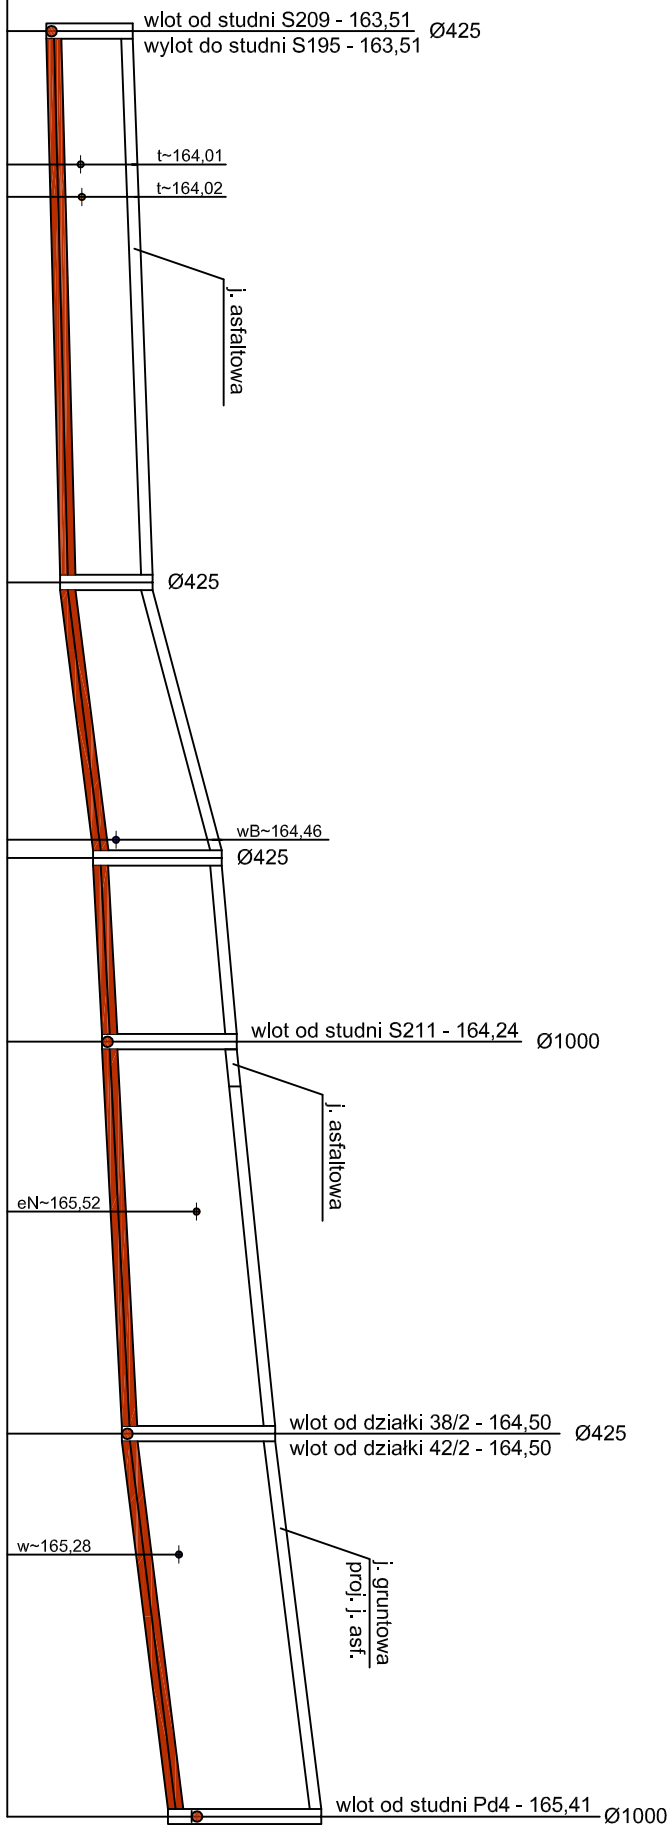 wlot od studni S209 - 163,51
wylot do studni S195 - 163,51
Ø425
t~164,01
t~164,02
j. asfaltowa
Ø425
wB~164,46
Ø425
wlot od studni S211 - 164,24
Ø1000
j. asfaltowa
eN~165,52
wlot od działki 38/2 - 164,50
wlot od działki 42/2 - 164,50
Ø425
w~165,28
j. gruntowa
proj. j. asf.
wlot od studni Pd4 - 165,41
Ø1000